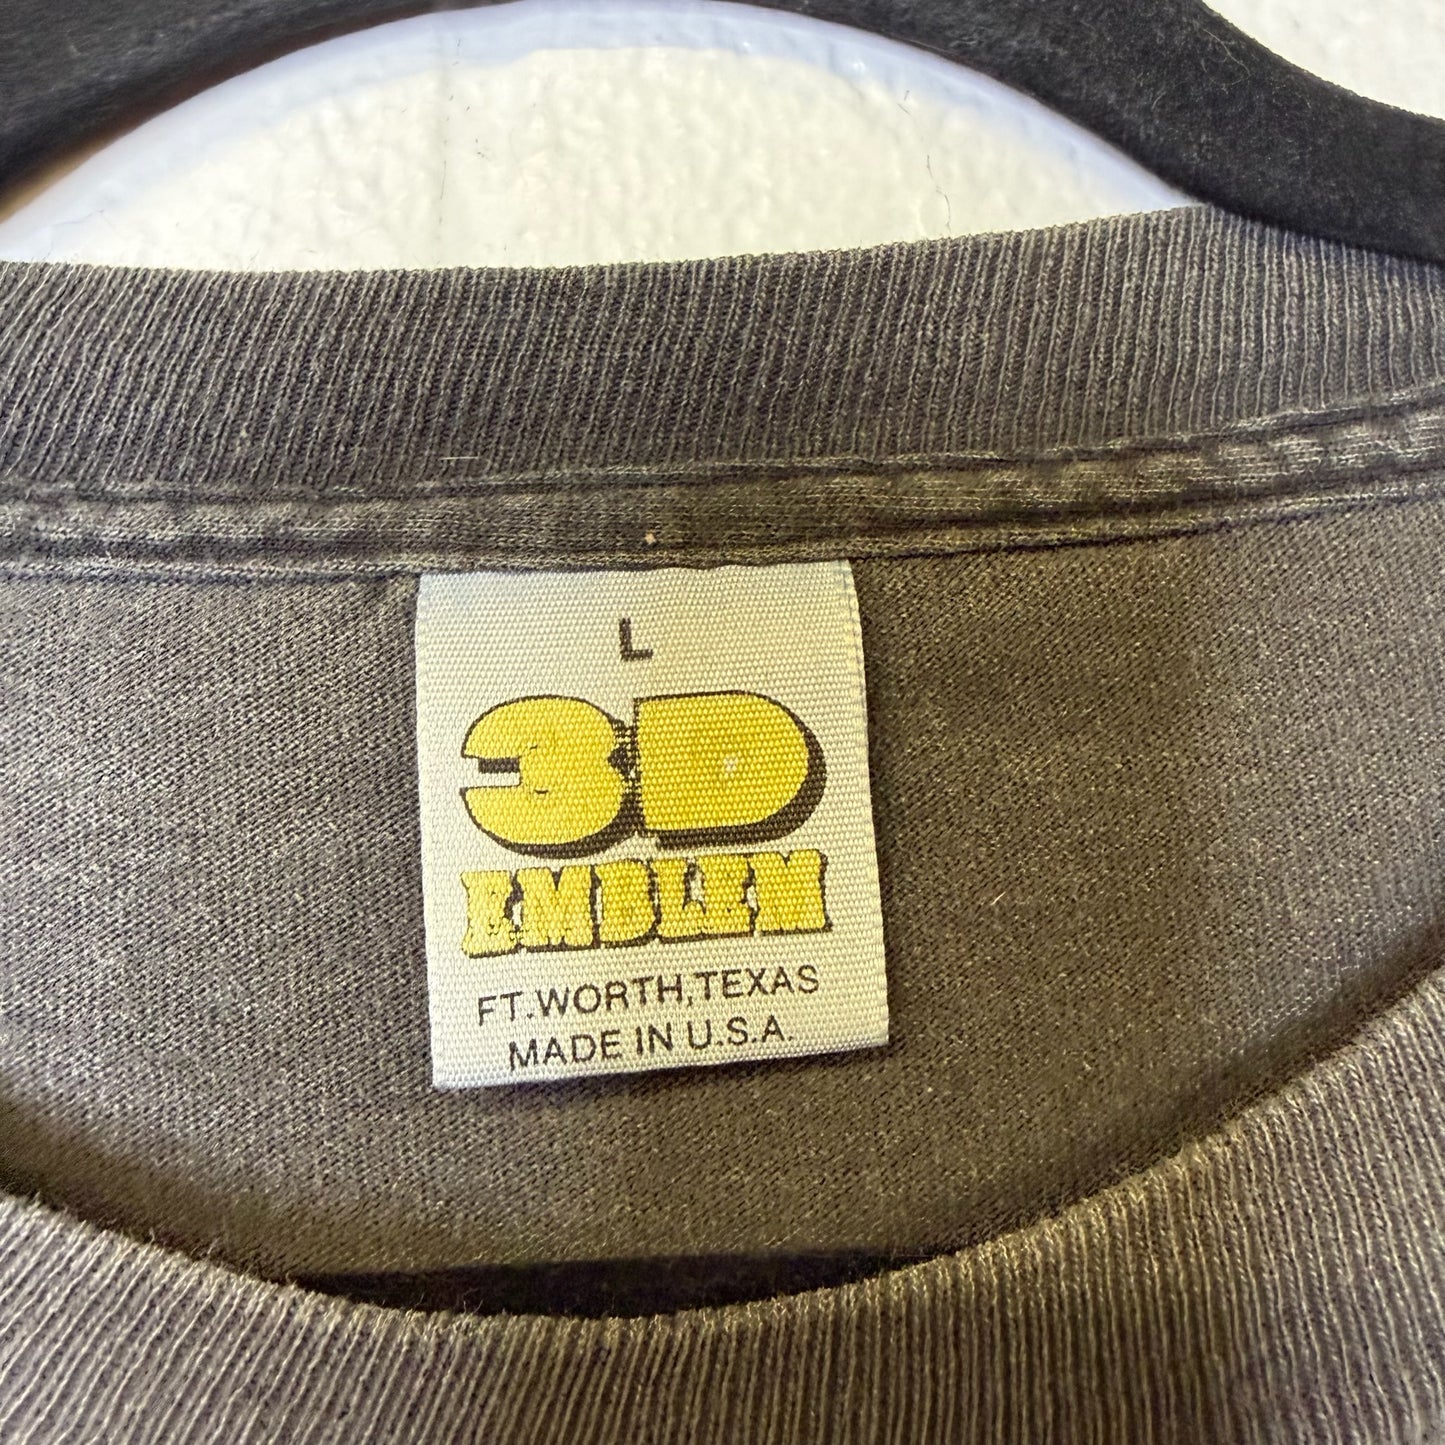 L
3D
EMBLEM
FT.WORTH,TEXAS
MADE IN U.S.A.